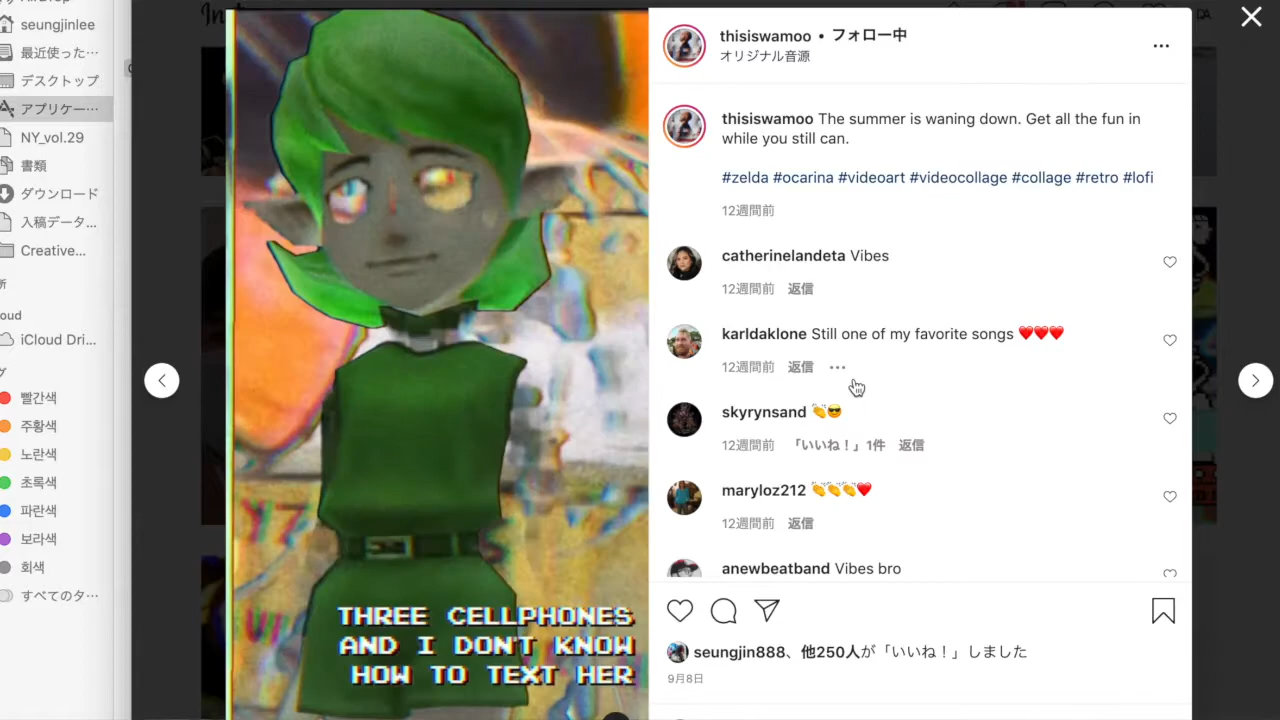 seungjinlee
最近使った…
デスクトップ
アプリケー…
NY_vol.29
書類
ダウンロード
入稿データ...
Creative...
所
oud
iCloud Dri...
グ
빨간색
주황색
노란색
초록색
파란색
보라색
회색
すべてのタ…
THREE CELLPHONES
AND I DON'T KNOW
HOW TO TEXT HER
thisiswamoo • フォロー中
オリジナル音源
thisiswamoo The summer is waning down. Get all the fun in
while you still can.
#zelda #ocarina #videoart #videocollage #collage #retro #lofi
12週間前
catherinelandeta Vibes
12週間前 返信
karldaklone Still one of my favorite songs ❤️❤️❤️
12週間前 返信 •••
skyrynsand 👏😎
12週間前 「いいね！」1件 返信
maryloz212 👏👏👏❤️
12週間前 返信
anewbeatband Vibes bro
seungjin888、他250人が「いいね！」しました
9月8日